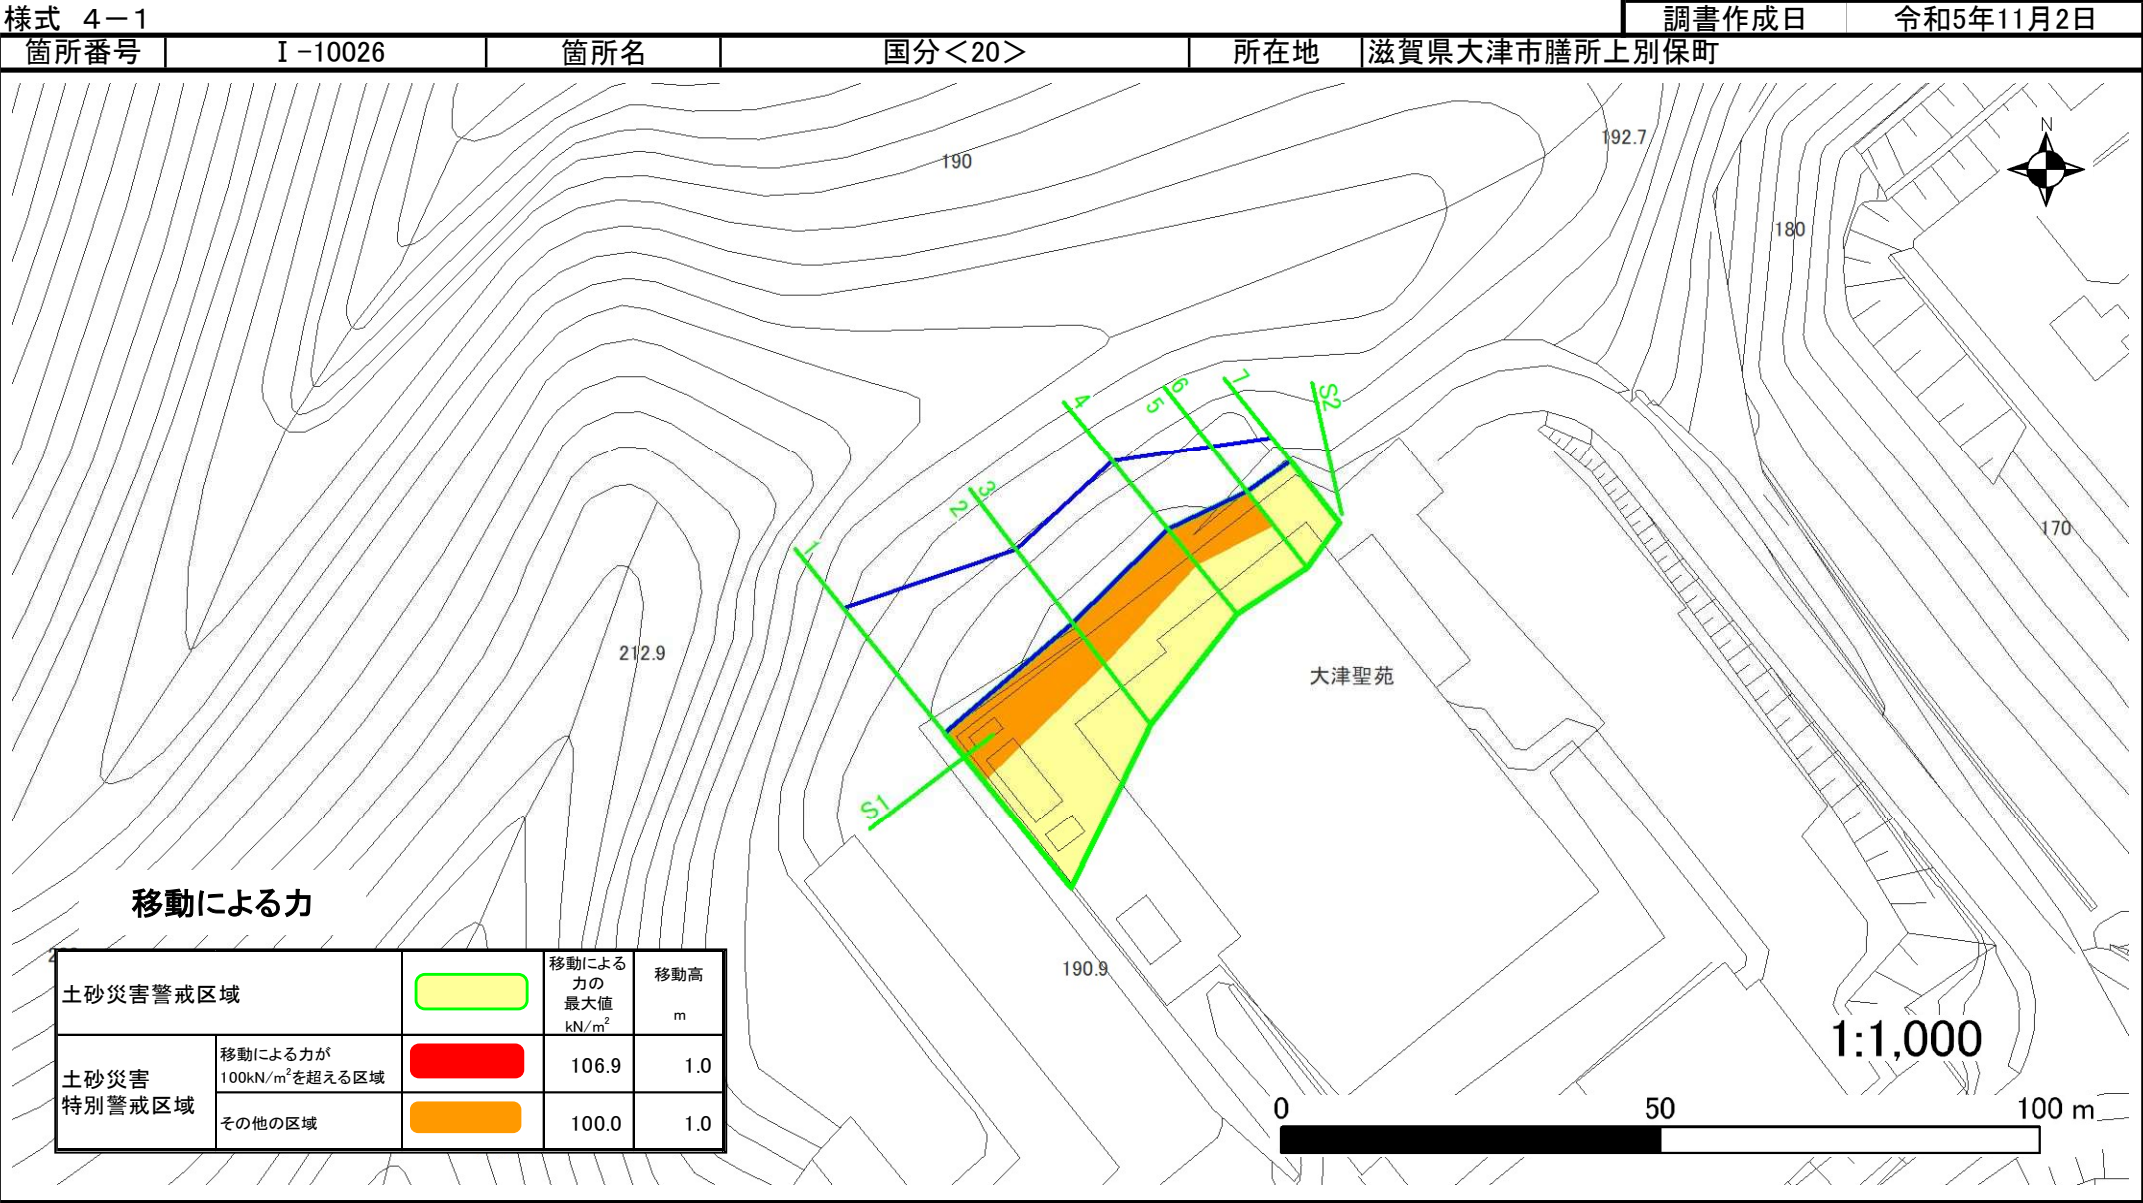 様式 4－1
調書作成日 令和5年11月2日
箇所番号 Ⅰ-10026 箇所名 国分＜20＞ 所在地 滋賀県大津市膳所上別保町
N
192.7
190
180
170
212.9
190.9
大津聖苑
1
2
3
4
5
6
7
S1
S2
移動による力
土砂災害警戒区域
移動による
力の
最大値
kN/m²
移動高
m
土砂災害
特別警戒区域
移動による力が
100kN/m²を超える区域
106.9 1.0
その他の区域
100.0 1.0
1:1,000
0 50 100 m